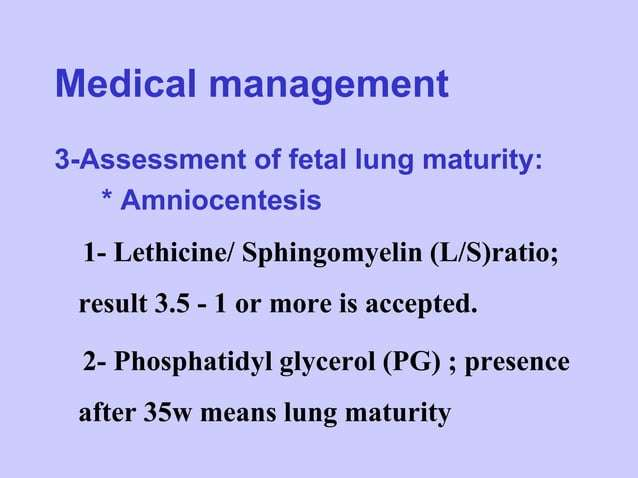 Medical management
3-Assessment of fetal lung maturity:
* Amniocentesis
1- Lethicine/ Sphingomyelin (L/S)ratio;
result 3.5 - 1 or more is accepted.
2- Phosphatidyl glycerol (PG) ; presence
after 35w means lung maturity